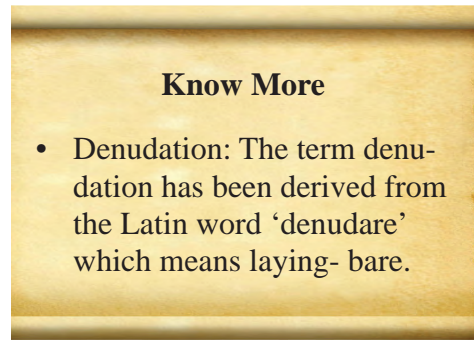 Know More
• Denudation: The term denu-
dation has been derived from
the Latin word ‘denudare’
which means laying- bare.